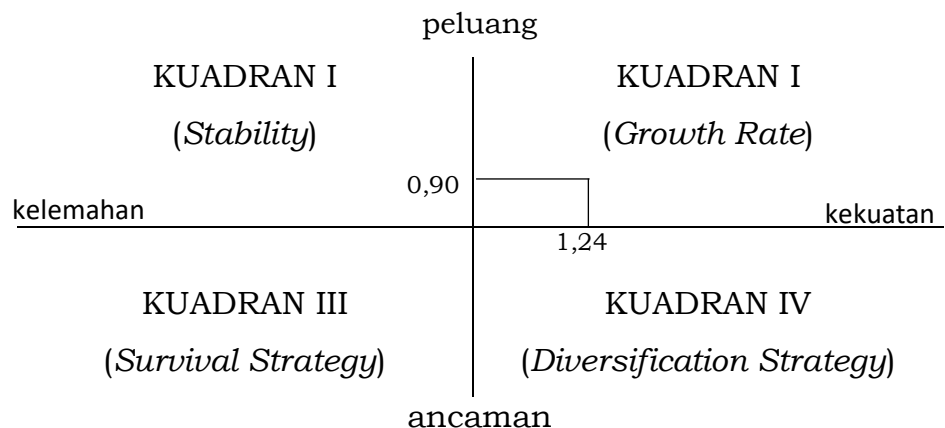 peluang
KUADRAN I
(Stability)
KUADRAN I
(Growth Rate)
0,90
kelemahan
kekuatan
1,24
KUADRAN III
(Survival Strategy)
KUADRAN IV
(Diversification Strategy)
ancaman